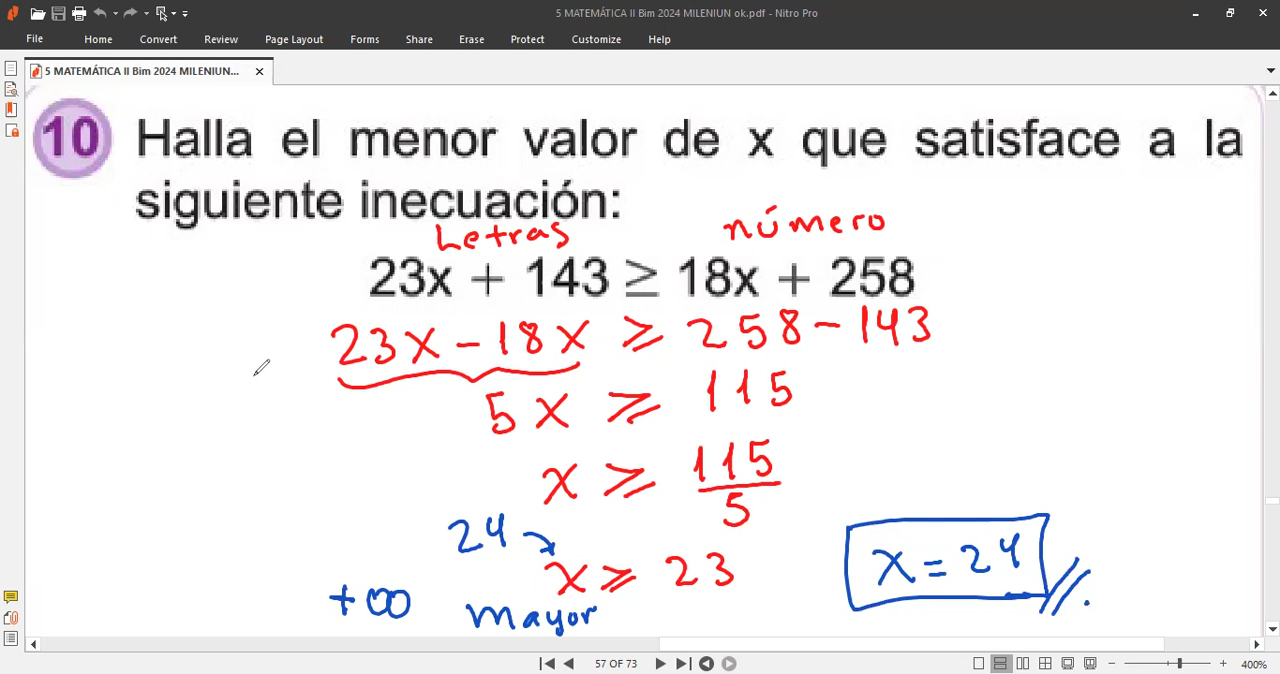 5 MATEMÁTICA II Bim 2024 MILENIUN ok.pdf - Nitro Pro
File Home Convert Review Page Layout Forms Share Erase Protect Customize Help
5 MATEMÁTICA II Bim 2024 MILENIUN...
10 Halla el menor valor de x que satisface a la
siguiente inecuación:
Letras número
23x + 143 ≥ 18x + 258
23x - 18x ≥ 258 - 143
5x ≥ 115
x ≥ 115/5
24
x ≥ 23
x = 24
+∞ mayor
57 OF 73
400%